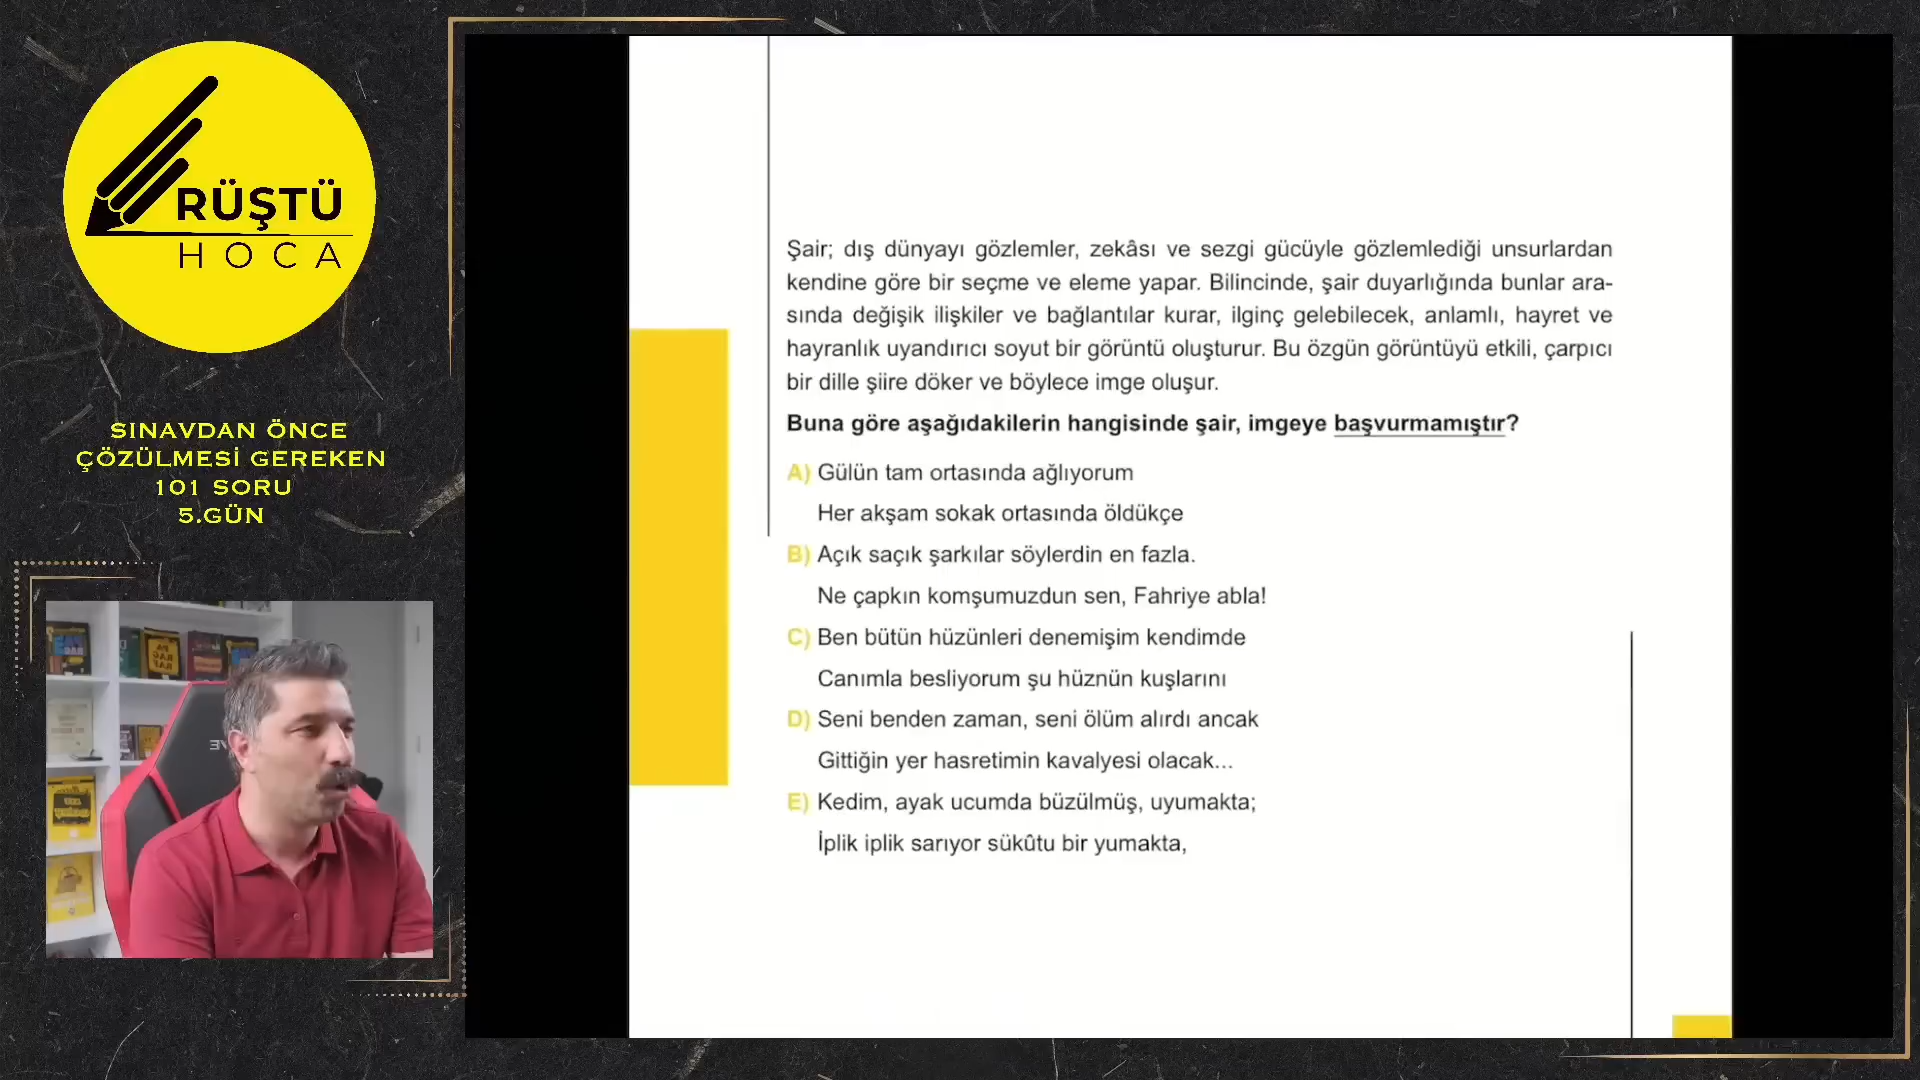 RÜŞTÜ
HOCA
SINAVDAN ÖNCE
ÇÖZÜLMESİ GEREKEN
101 SORU
5.GÜN
Şair; dış dünyayı gözlemler, zekâsı ve sezgi gücüyle gözlemlediği unsurlardan
kendine göre bir seçme ve eleme yapar. Bilincinde, şair duyarlığında bunlar ara-
sında değişik ilişkiler ve bağlantılar kurar, ilginç gelebilecek, anlamlı, hayret ve
hayranlık uyandırıcı soyut bir görüntü oluşturur. Bu özgün görüntüyü etkili, çarpıcı
bir dille şiire döker ve böylece imge oluşur.
Buna göre aşağıdakilerin hangisinde şair, imgeye başvurmamıştır?
A) Gülün tam ortasında ağlıyorum
Her akşam sokak ortasında öldükçe
B) Açık saçık şarkılar söylerdin en fazla.
Ne çapkın komşumuzdun sen, Fahriye abla!
C) Ben bütün hüzünleri denemişim kendimde
Canımla besliyorum şu hüznün kuşlarını
D) Seni benden zaman, seni ölüm alırdı ancak
Gittiğin yer hasretimin kavalyesi olacak...
E) Kedim, ayak ucumda büzülmüş, uyumakta;
İplik iplik sarıyor sükûtu bir yumakta,